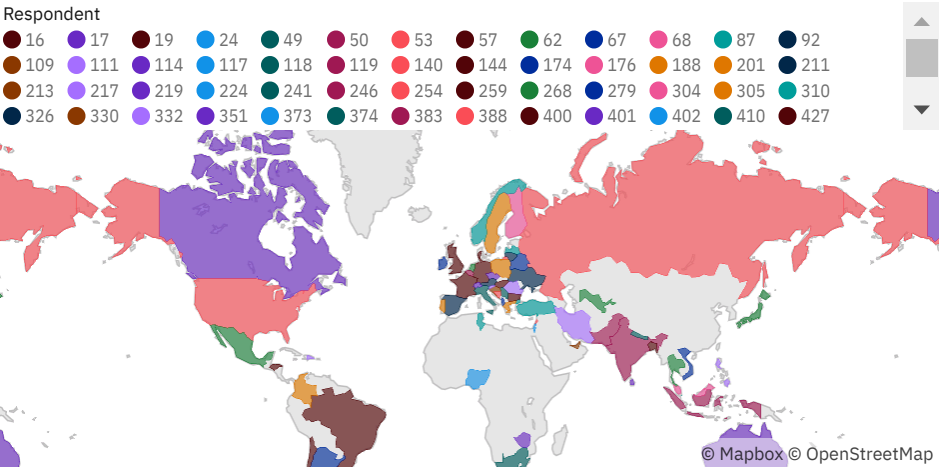 Respondent
16 17 19 24 49 50 53 57 62 67 68 87 92
109 111 114 117 118 119 140 144 174 176 188 201 211
213 217 219 224 241 246 254 259 268 279 304 305 310
326 330 332 351 373 374 383 388 400 401 402 410 427
© Mapbox © OpenStreetMap